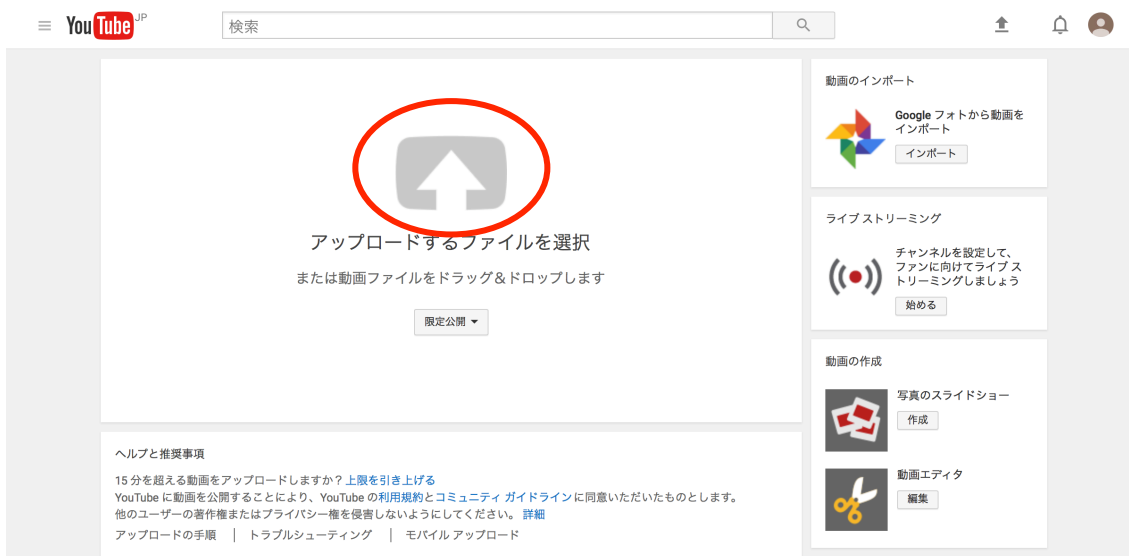 YouTube JP
検索
アップロードするファイルを選択
または動画ファイルをドラッグ＆ドロップします
限定公開
ヘルプと推奨事項
15 分を超える動画をアップロードしますか？上限を引き上げる
YouTube に動画を公開することにより、YouTube の利用規約とコミュニティ ガイドラインに同意いただいたものとします。
他のユーザーの著作権またはプライバシー権を侵害しないようにしてください。 詳細
アップロードの手順 | トラブルシューティング | モバイル アップロード
動画のインポート
Google フォトから動画を
インポート
インポート
ライブ ストリーミング
チャンネルを設定して、
ファンに向けてライブ ス
トリーミングしましょう
始める
動画の作成
写真のスライドショー
作成
動画エディタ
編集